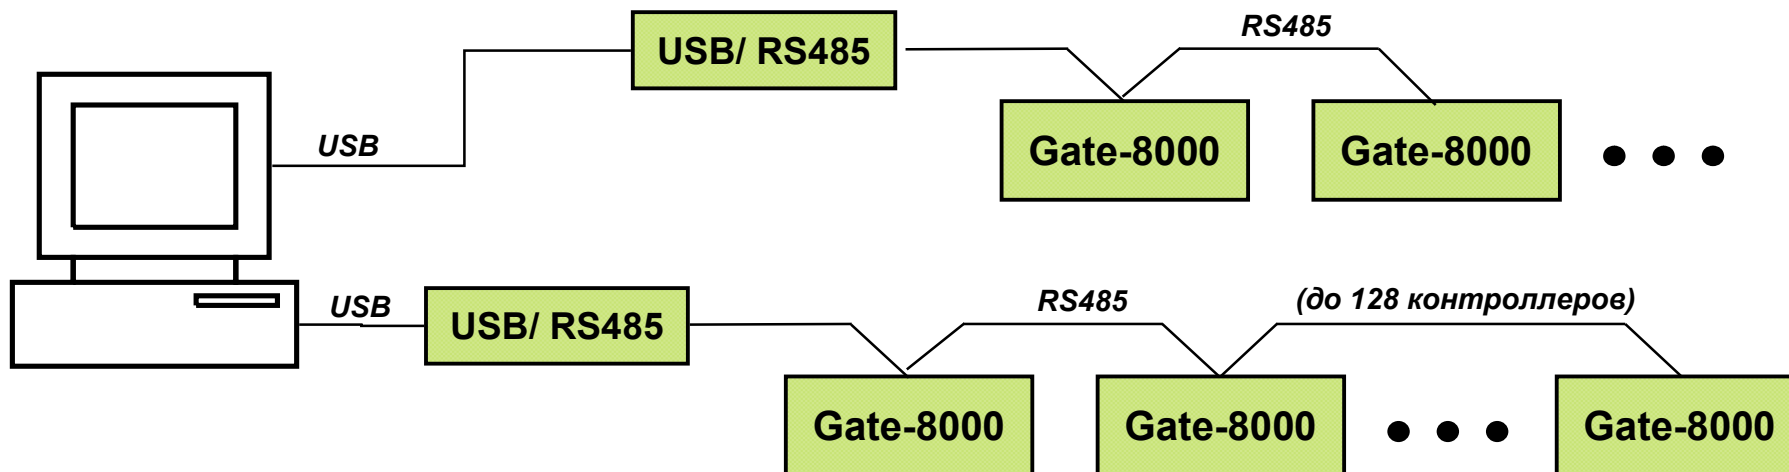 RS485
USB/ RS485
Gate-8000
Gate-8000
USB
USB
USB/ RS485
RS485
(до 128 контроллеров)
Gate-8000
Gate-8000
Gate-8000